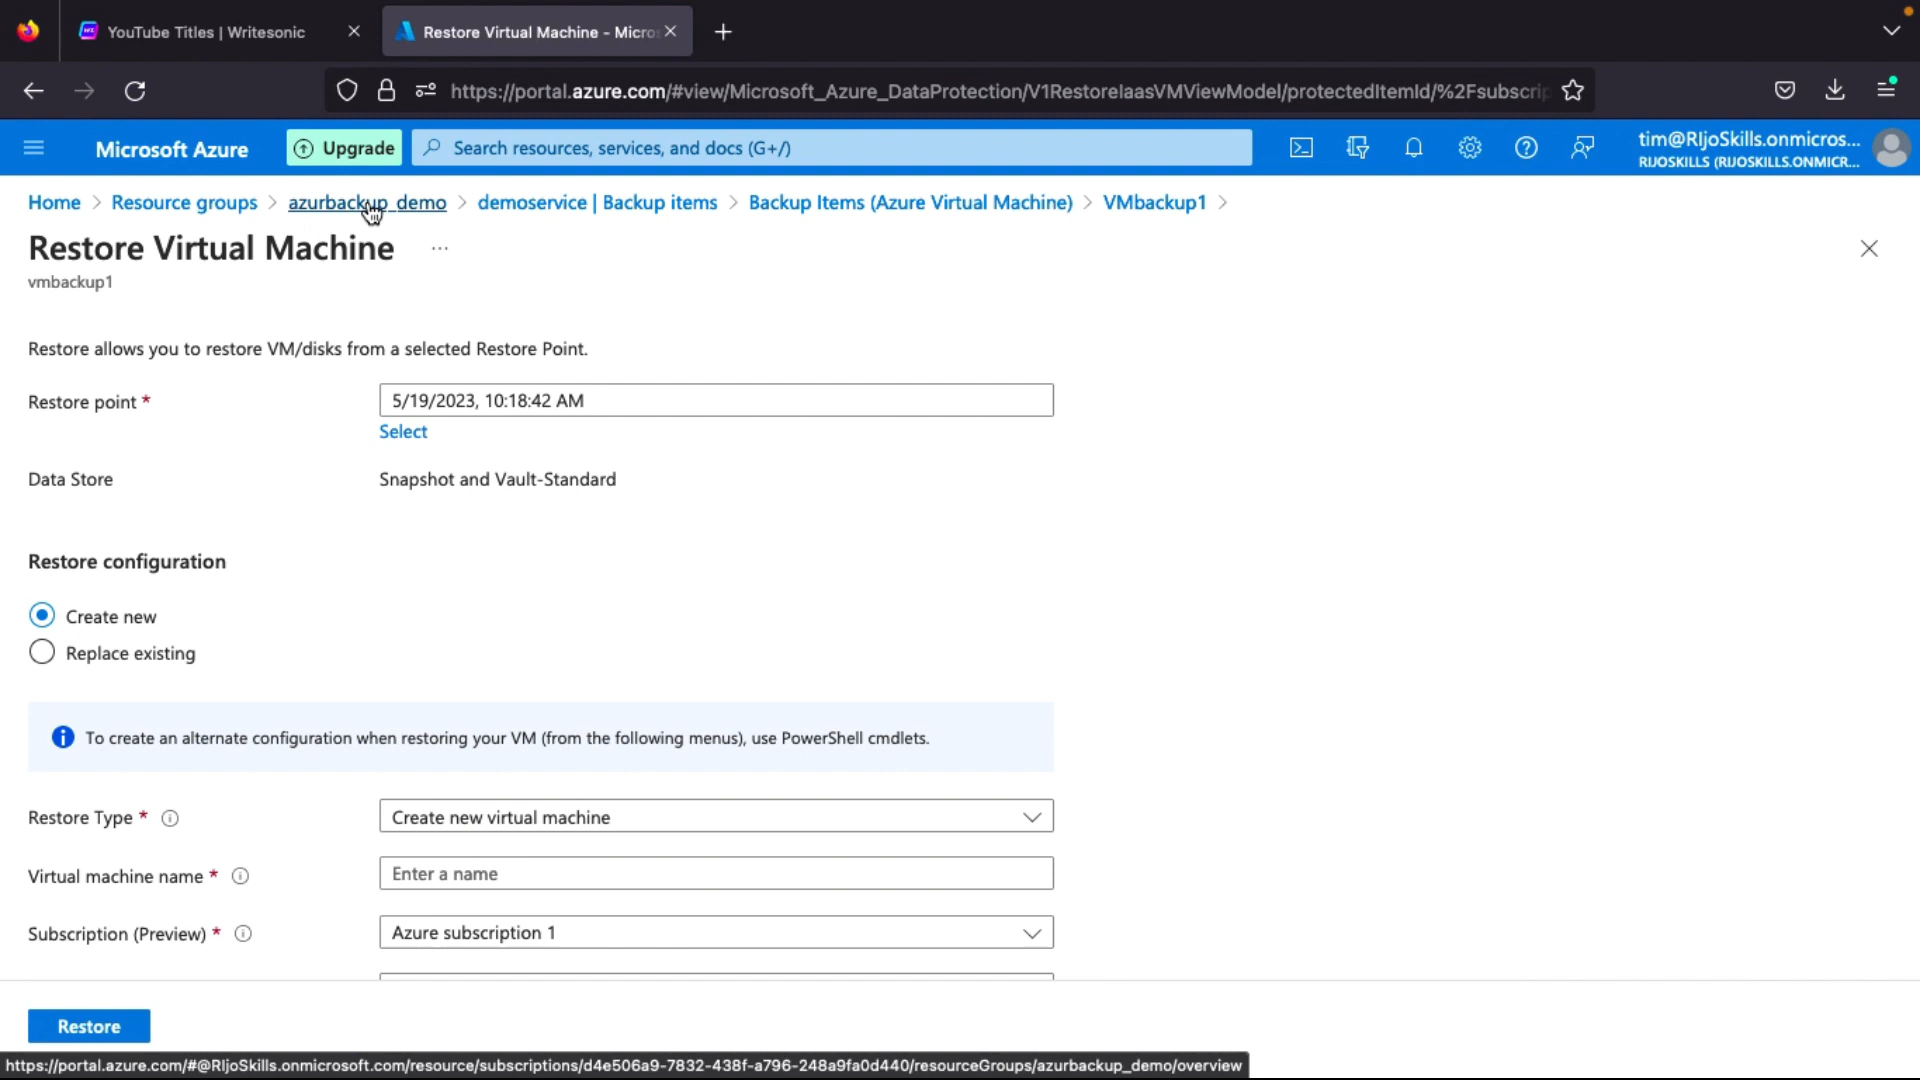 YouTube Titles | Writesonic
Restore Virtual Machine - Micro
https://portal.azure.com/#view/Microsoft_Azure_DataProtection/V1RestoreIaasVMViewModel/protectedItemId/%2Fsubscrip
Microsoft Azure
Upgrade
Search resources, services, and docs (G+/)
tim@RIjoSkills.onmicros...
RIJOSKILLS (RIJOSKILLS.ONMICR...
Home > Resource groups > azurbackup_demo > demoservice | Backup items > Backup Items (Azure Virtual Machine) > VMbackup1 >
Restore Virtual Machine ...
vmbackup1
Restore allows you to restore VM/disks from a selected Restore Point.
Restore point * 5/19/2023, 10:18:42 AM
Select
Data Store Snapshot and Vault-Standard
Restore configuration
Create new
Replace existing
To create an alternate configuration when restoring your VM (from the following menus), use PowerShell cmdlets.
Restore Type * Create new virtual machine
Virtual machine name * Enter a name
Subscription (Preview) * Azure subscription 1
Restore
https://portal.azure.com/#@RIjoSkills.onmicrosoft.com/resource/subscriptions/d4e506a9-7832-438f-a796-248a9fa0d440/resourceGroups/azurbackup_demo/overview